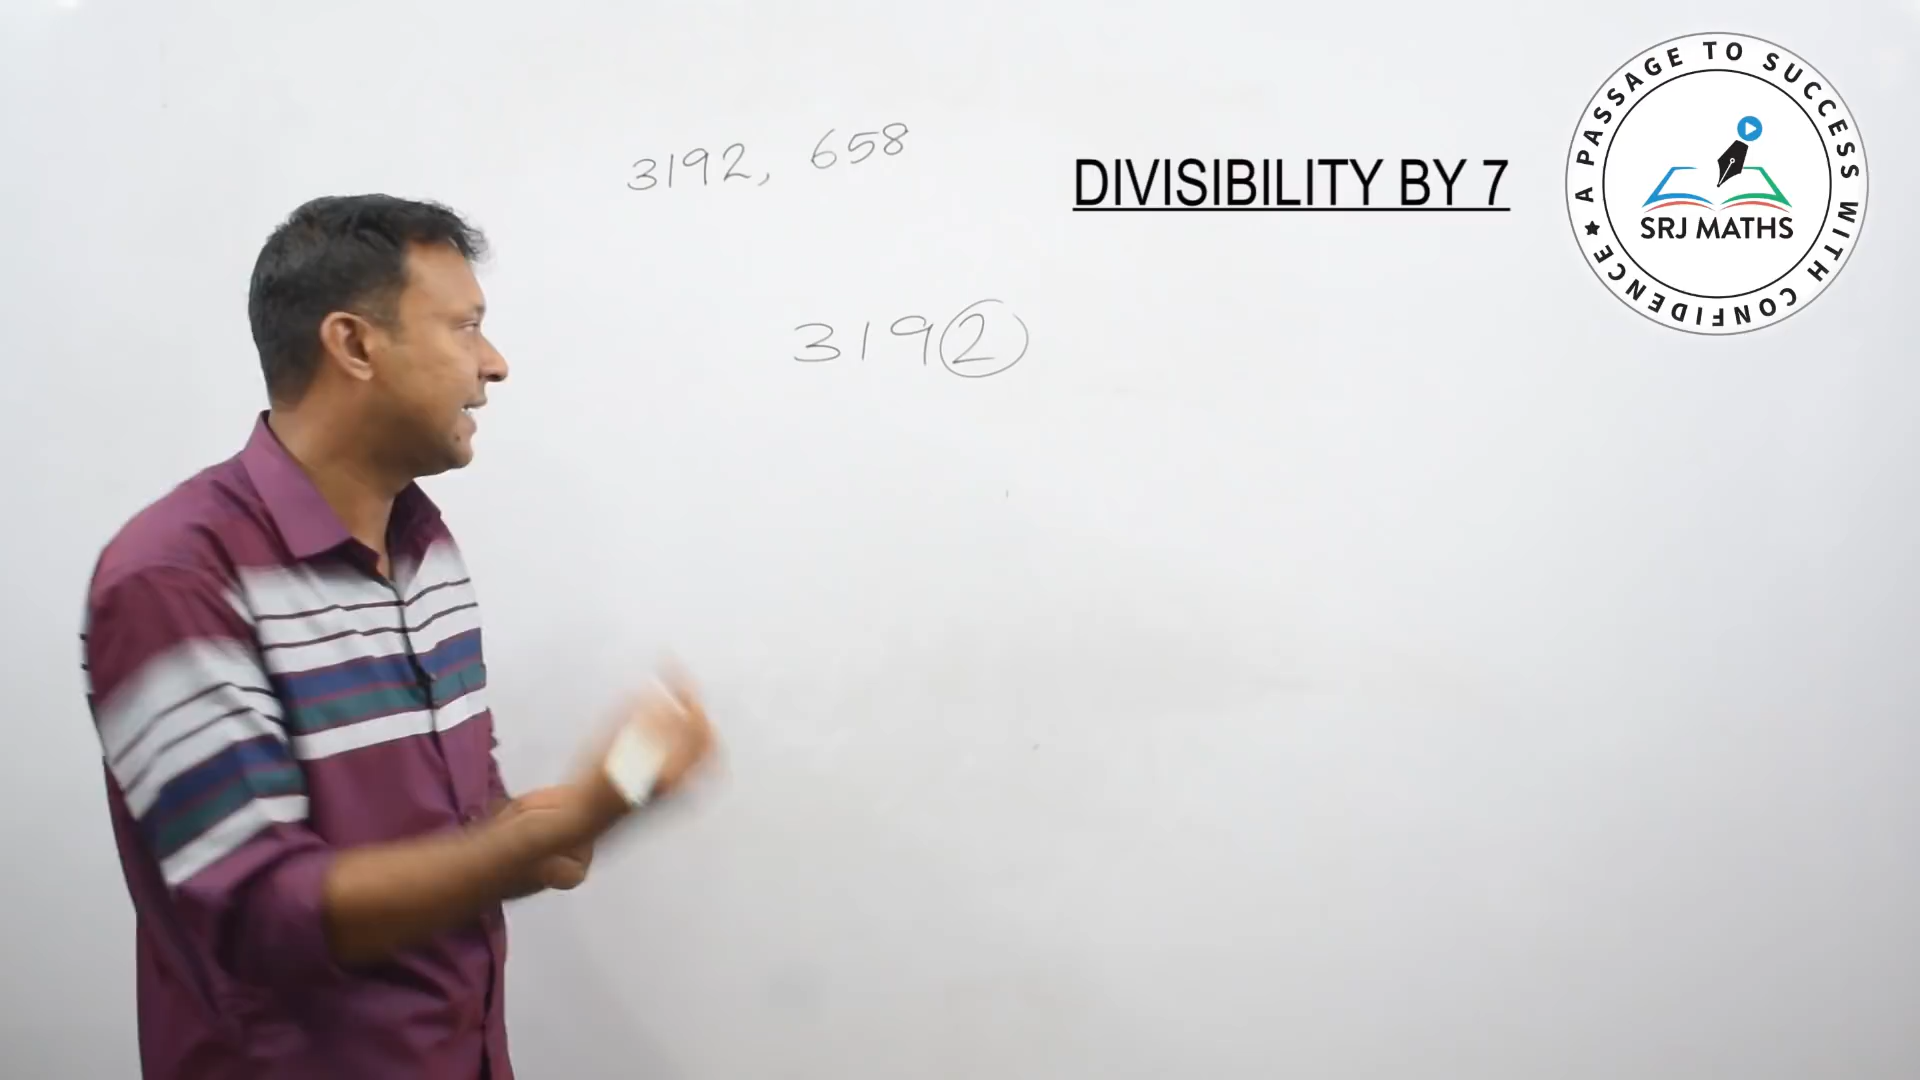 3192, 658
DIVISIBILITY BY 7
A PASSAGE TO SUCCESS WITH CONFIDENCE ★
SRJ MATHS
3192